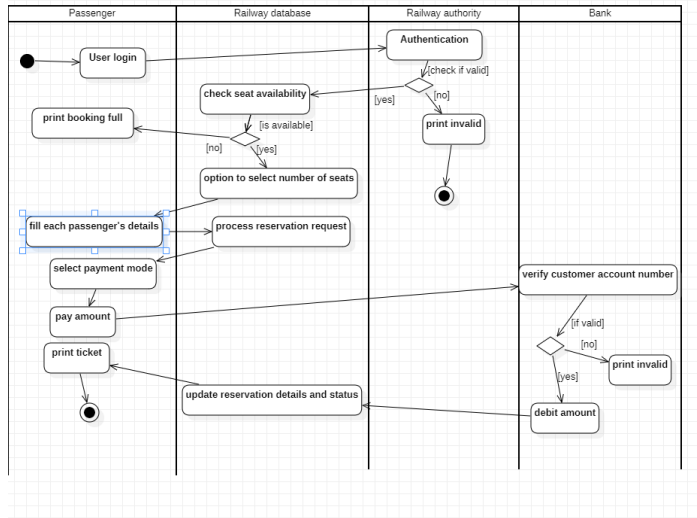 Passenger
Railway database
Railway authority
Bank
User login
Authentication
[check if valid]
check seat availability
[yes]
[no]
print booking full
[is available]
print invalid
[no]
[yes]
option to select number of seats
fill each passenger's details
process reservation request
select payment mode
verify customer account number
pay amount
[if valid]
[no]
print ticket
print invalid
[yes]
update reservation details and status
debit amount